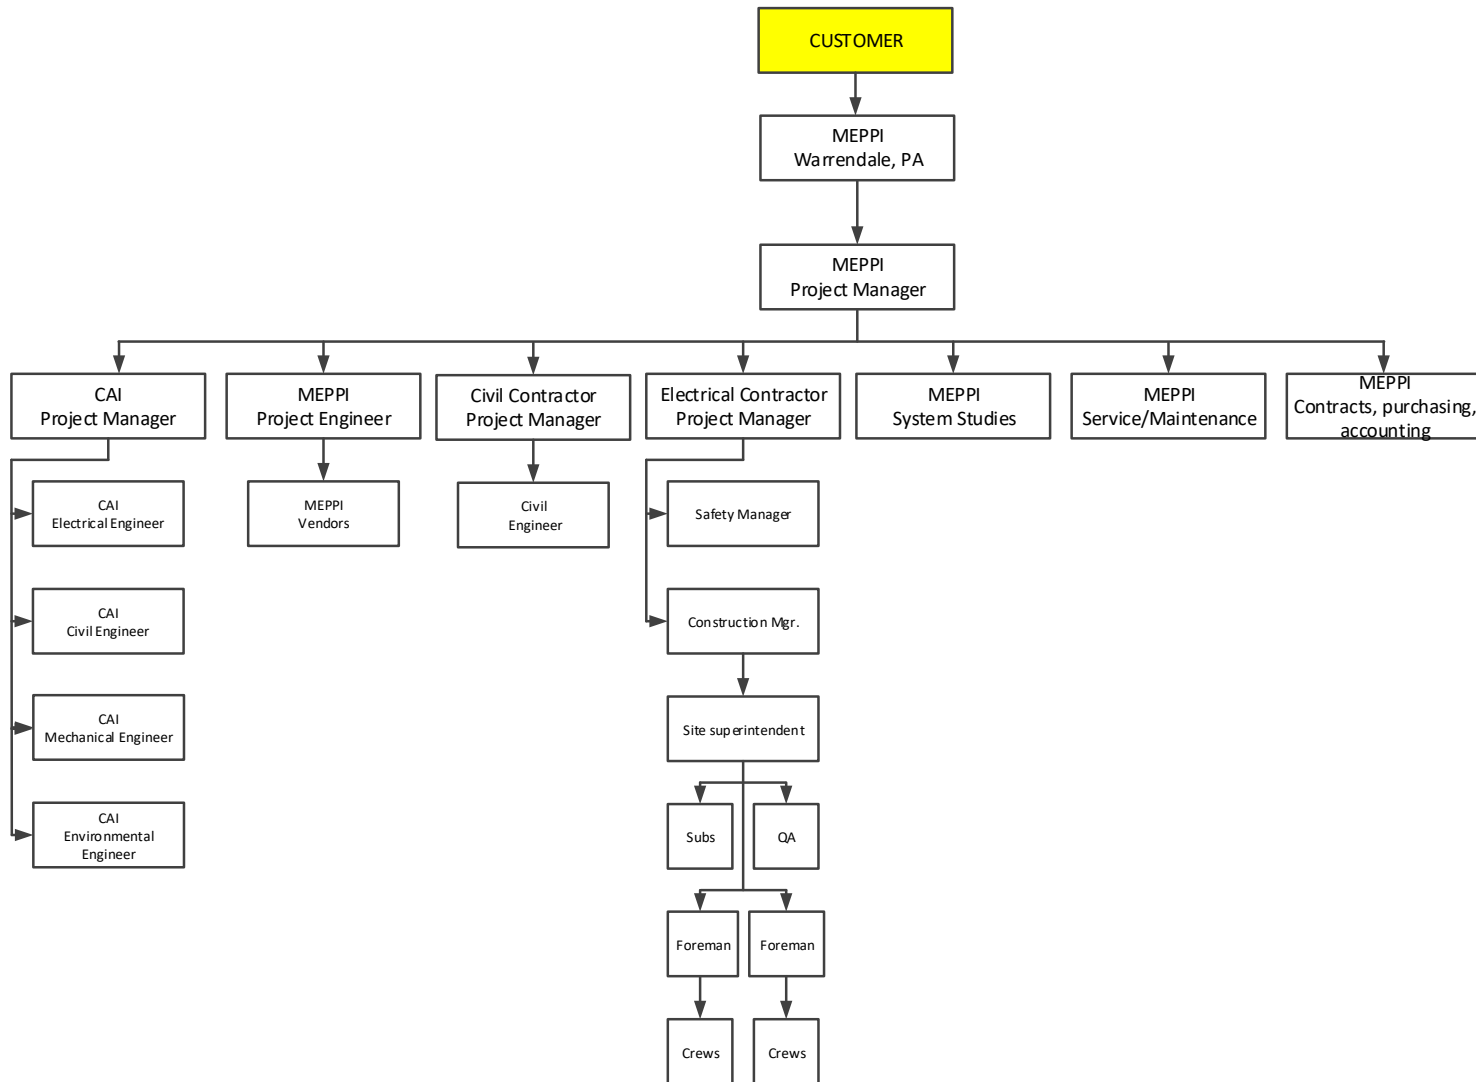 CUSTOMER
MEPPI
Warrendale, PA
MEPPI
Project Manager
CAI
Project Manager
MEPPI
Project Engineer
Civil Contractor
Project Manager
Electrical Contractor
Project Manager
MEPPI
System Studies
MEPPI
Service/Maintenance
MEPPI
Contracts, purchasing,
accounting
CAI
Electrical Engineer
MEPPI
Vendors
Civil
Engineer
Safety Manager
CAI
Civil Engineer
Construction Mgr.
CAI
Mechanical Engineer
Site superintendent
CAI
Environmental
Engineer
Subs
QA
Foreman
Foreman
Crews
Crews